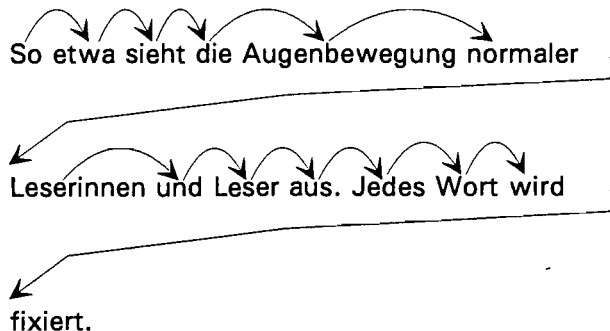 So etwa sieht die Augenbewegung normaler
Leserinnen und Leser aus. Jedes Wort wird
fixiert.